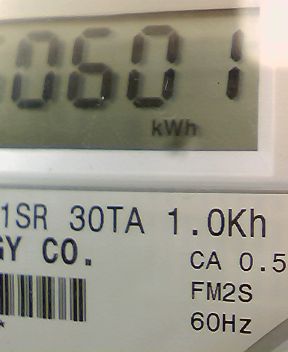 0601
kWh
1SR 30TA 1.0Kh
GY CO.
CA 0.5
FM2S
60Hz